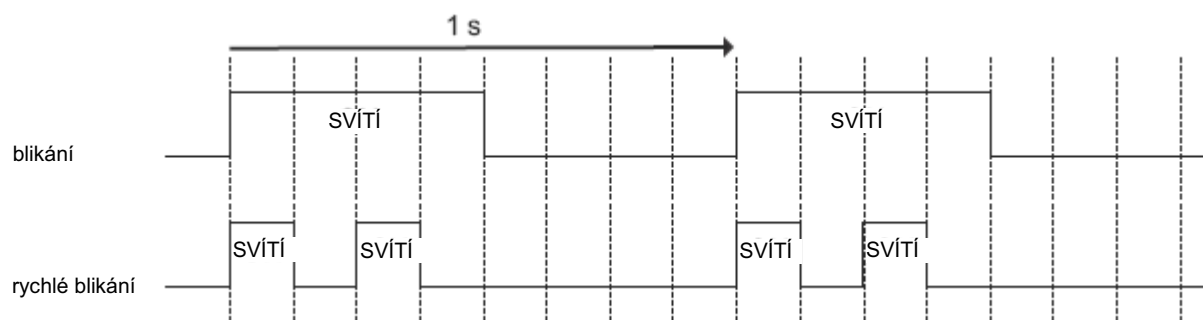 1 s
SVÍTÍ SVÍTÍ
blikání
SVÍTÍ SVÍTÍ SVÍTÍ SVÍTÍ
rychlé blikání